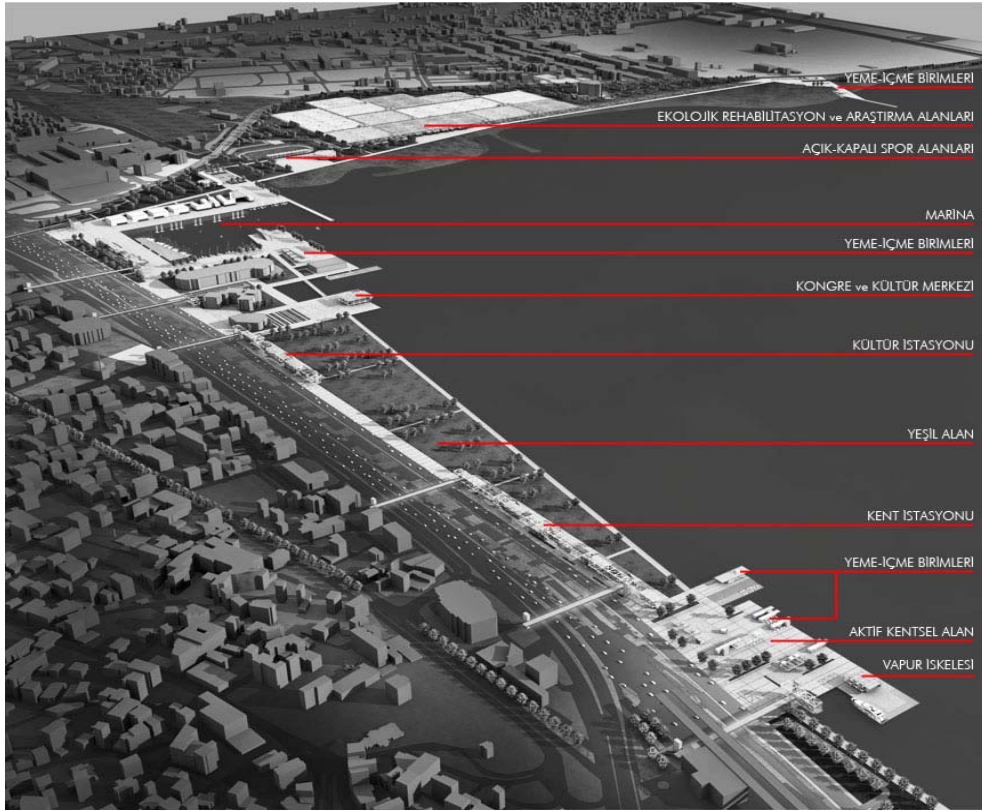 YEME-İÇME BİRİMLERİ
EKOLOJİK REHABİLİTASYON ve ARAŞTIRMA ALANLARI
AÇIK-KAPALI SPOR ALANLARI
MARİNA
YEME-İÇME BİRİMLERİ
KONGRE ve KÜLTÜR MERKEZİ
KÜLTÜR İSTASYONU
YEŞİL ALAN
KENT İSTASYONU
YEME-İÇME BİRİMLERİ
AKTİF KENTSEL ALAN
VAPUR İSKELESİ